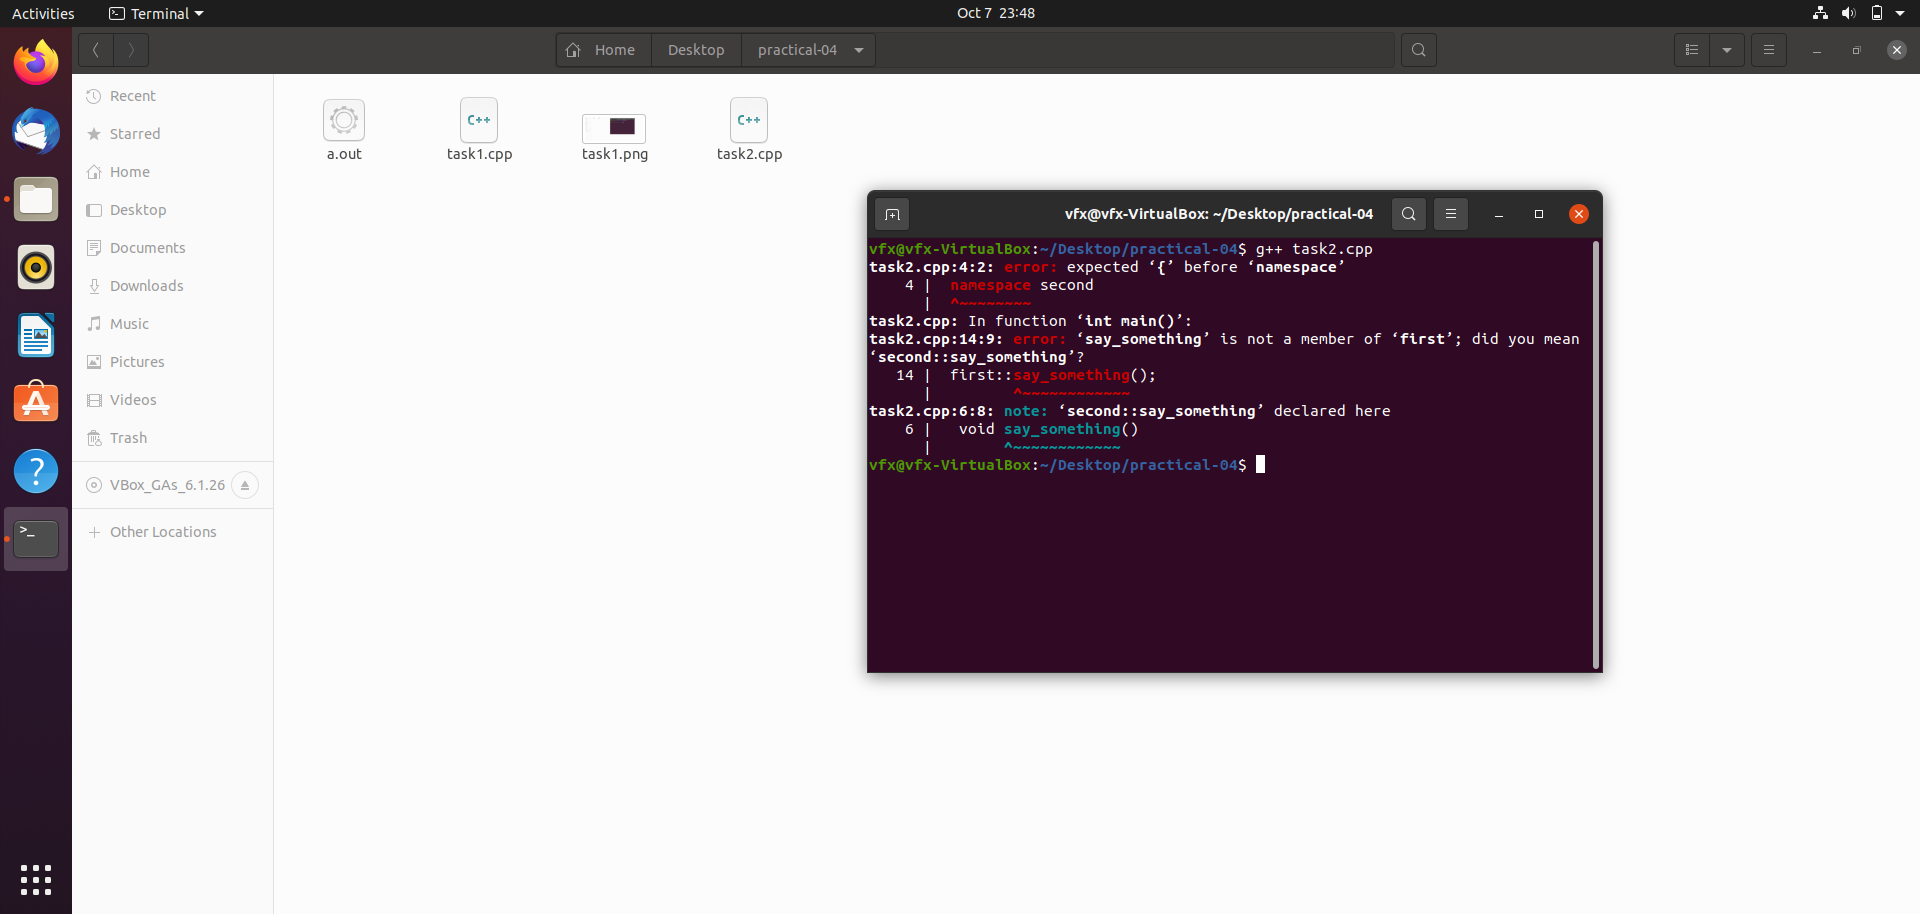 Activities
Terminal
Oct 7 23:48
Home
Desktop
practical-04
Recent
Starred
Home
Desktop
Documents
Downloads
Music
Pictures
Videos
Trash
VBox_GAs_6.1.26
Other Locations
C++
C++
a.out
task1.cpp
task1.png
task2.cpp
vfx@vfx-VirtualBox: ~/Desktop/practical-04
vfx@vfx-VirtualBox:~/Desktop/practical-04$ g++ task2.cpp
task2.cpp:4:2: error: expected ‘{’ before ‘namespace’
    4 |  namespace second
      |  ^~~~~~~~~
task2.cpp: In function ‘int main()’:
task2.cpp:14:9: error: ‘say_something’ is not a member of ‘first’; did you mean
‘second::say_something’?
   14 |  first::say_something();
      |         ^~~~~~~~~~~~~
task2.cpp:6:8: note: ‘second::say_something’ declared here
    6 |   void say_something()
      |        ^~~~~~~~~~~~~
vfx@vfx-VirtualBox:~/Desktop/practical-04$